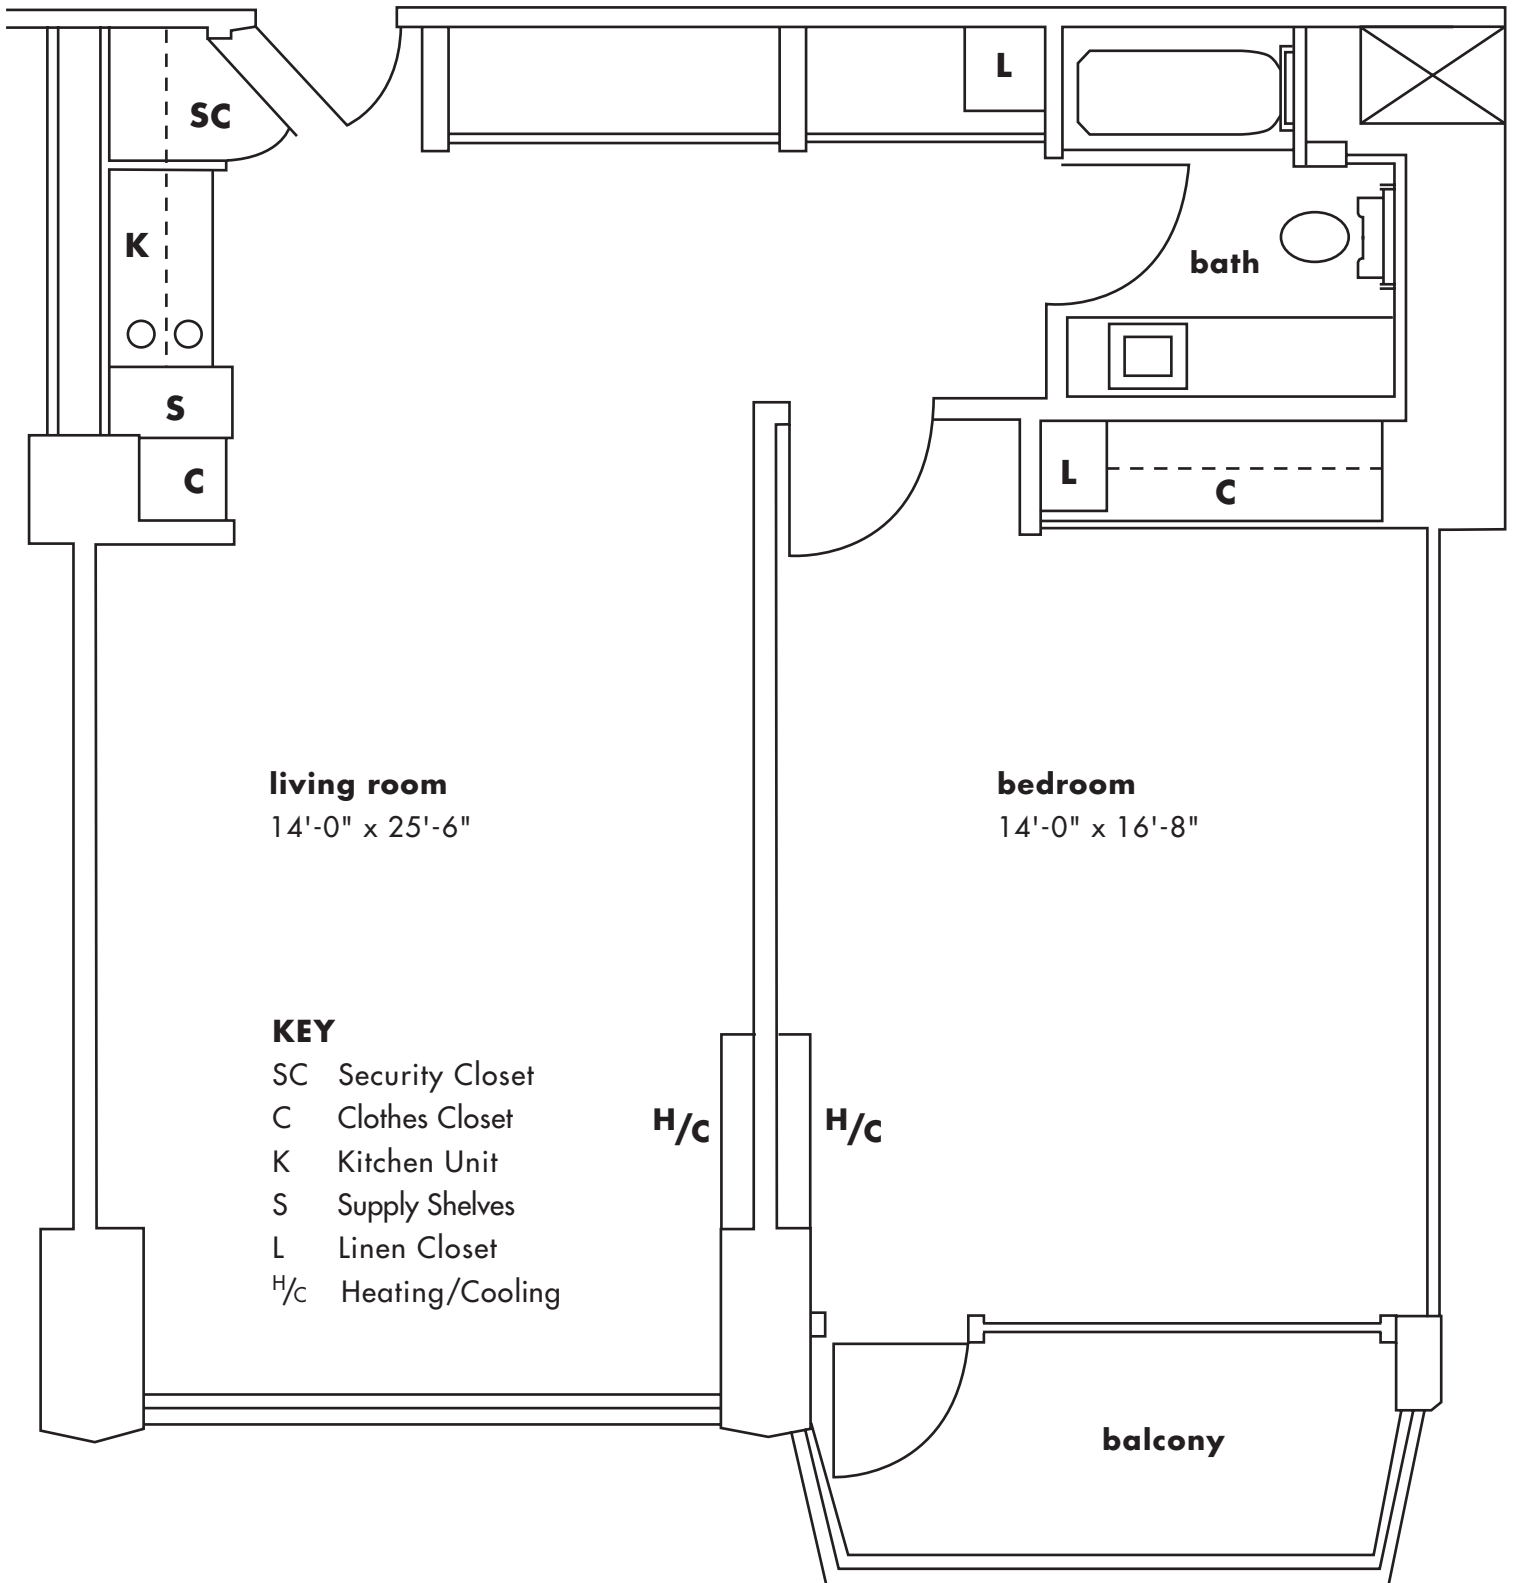 L
SC
K
bath
S
L
C
C
living room
14'-0" x 25'-6"
bedroom
14'-0" x 16'-8"
KEY
SC Security Closet
C Clothes Closet
K Kitchen Unit
S Supply Shelves
L Linen Closet
H/C Heating/Cooling
H/C
H/C
balcony